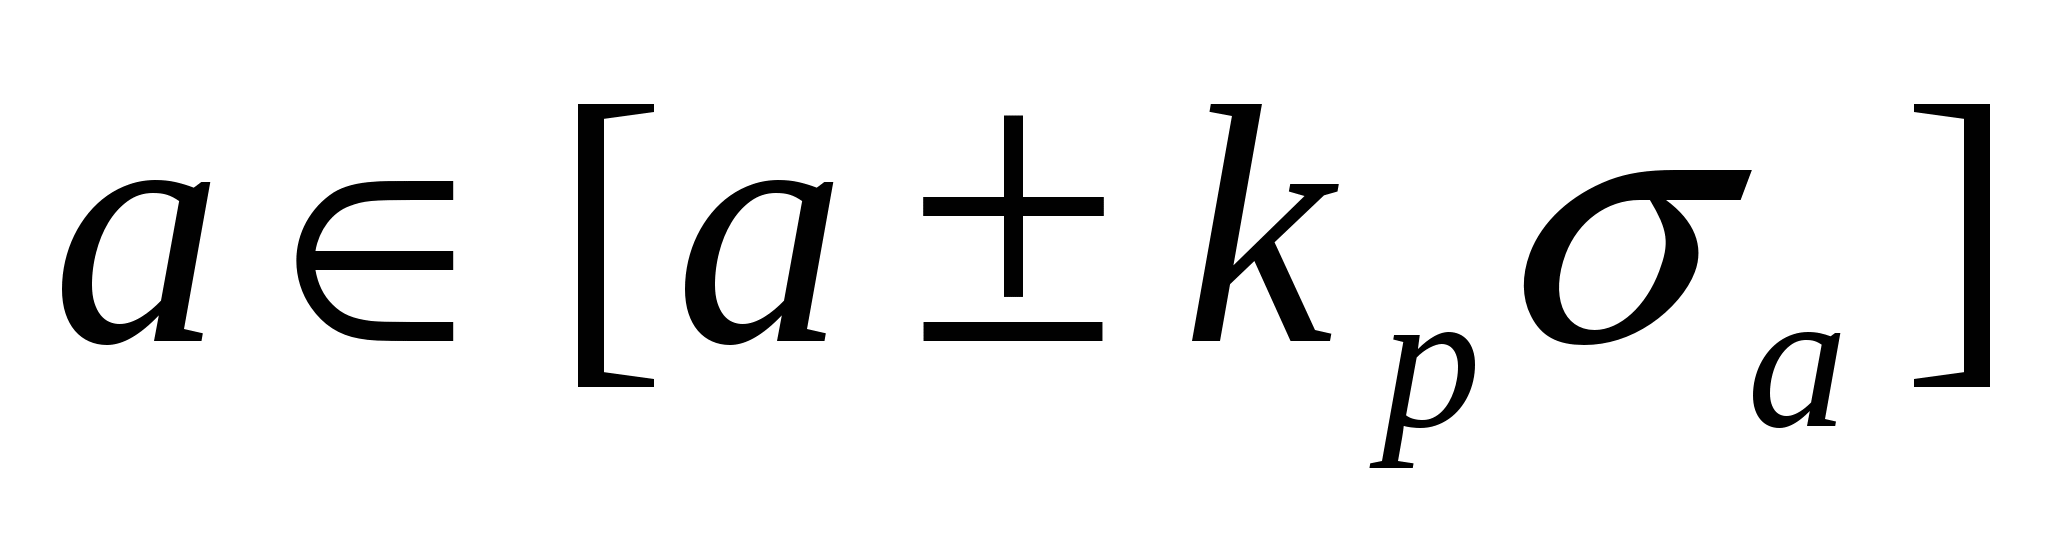 a ∈ [a ± k_p σ_a]